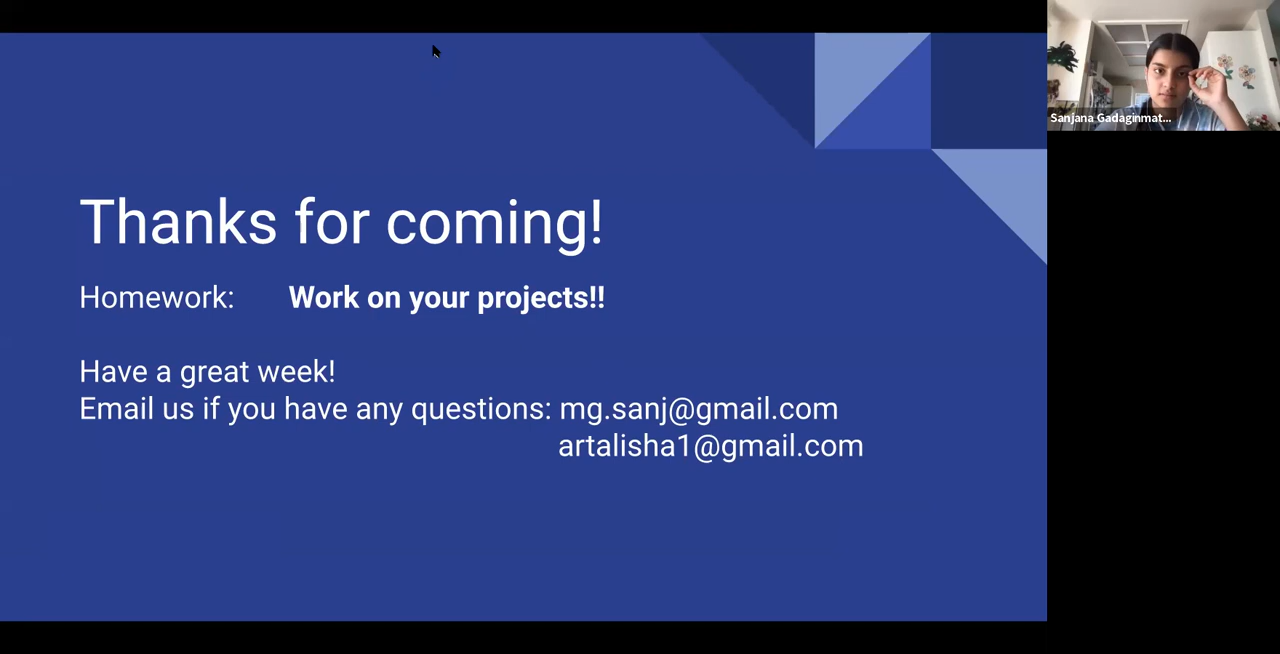 Thanks for coming!
Homework: Work on your projects!!
Have a great week!
Email us if you have any questions: mg.sanj@gmail.com
artalisha1@gmail.com
Sanjana Gadaginmat...